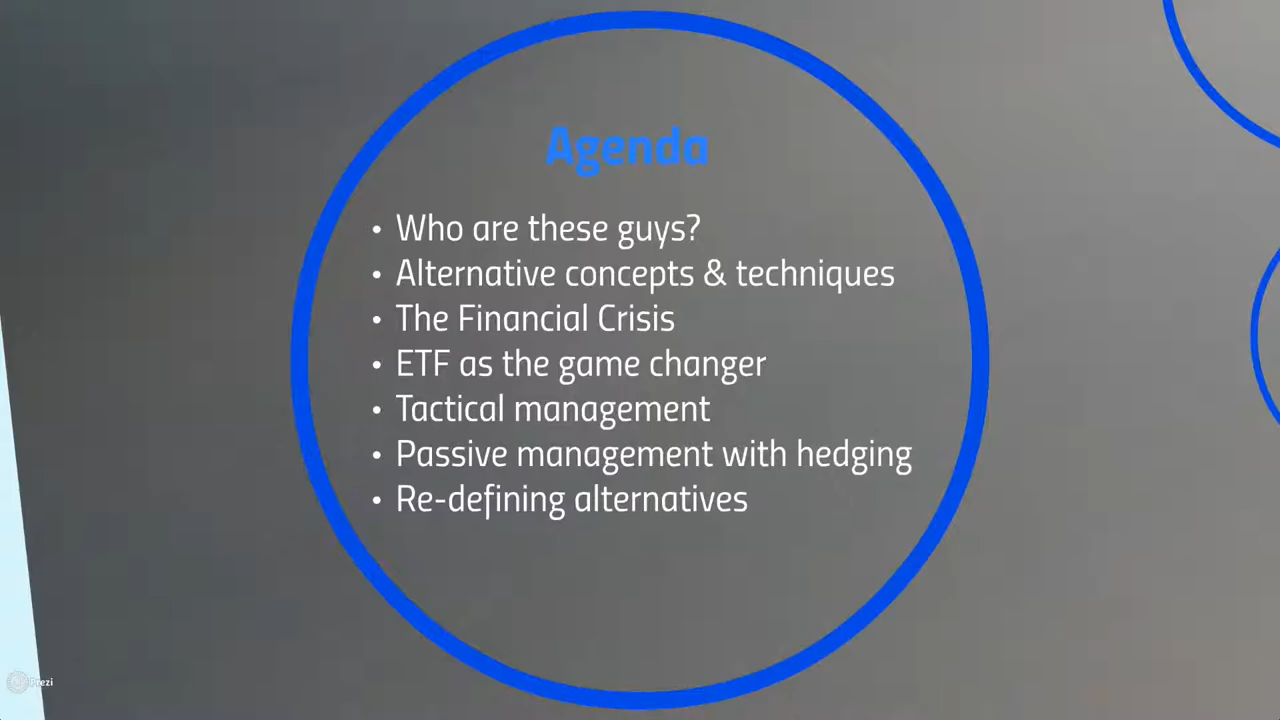 Agenda
• Who are these guys?
• Alternative concepts & techniques
• The Financial Crisis
• ETF as the game changer
• Tactical management
• Passive management with hedging
• Re-defining alternatives
Prezi